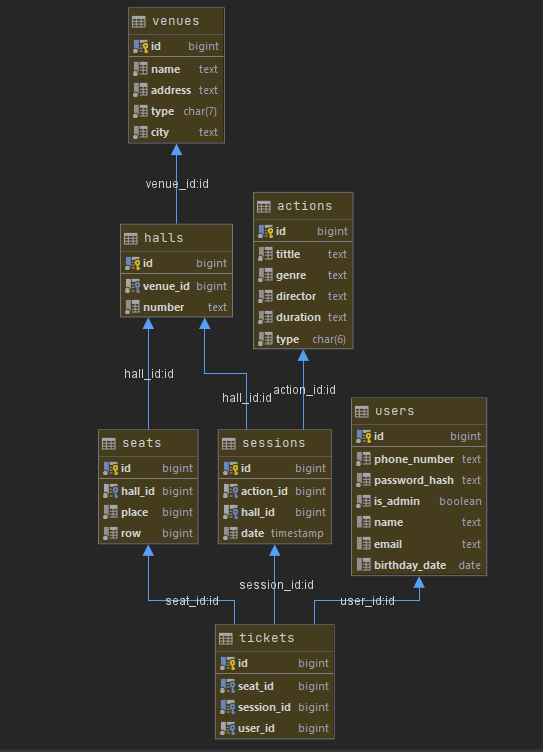 venues
id bigint
name text
address text
type char(7)
city text
venue_id:id
actions
id bigint
tittle text
genre text
director text
duration text
type char(6)
halls
id bigint
venue_id bigint
number text
hall_id:id
hall_id:id
action_id:id
users
id bigint
phone_number text
password_hash text
is_admin boolean
name text
email text
birthday_date date
seats
id bigint
hall_id bigint
place bigint
row bigint
sessions
id bigint
action_id bigint
hall_id bigint
date timestamp
session_id:id
seat_id:id
user_id:id
tickets
id bigint
seat_id bigint
session_id bigint
user_id bigint